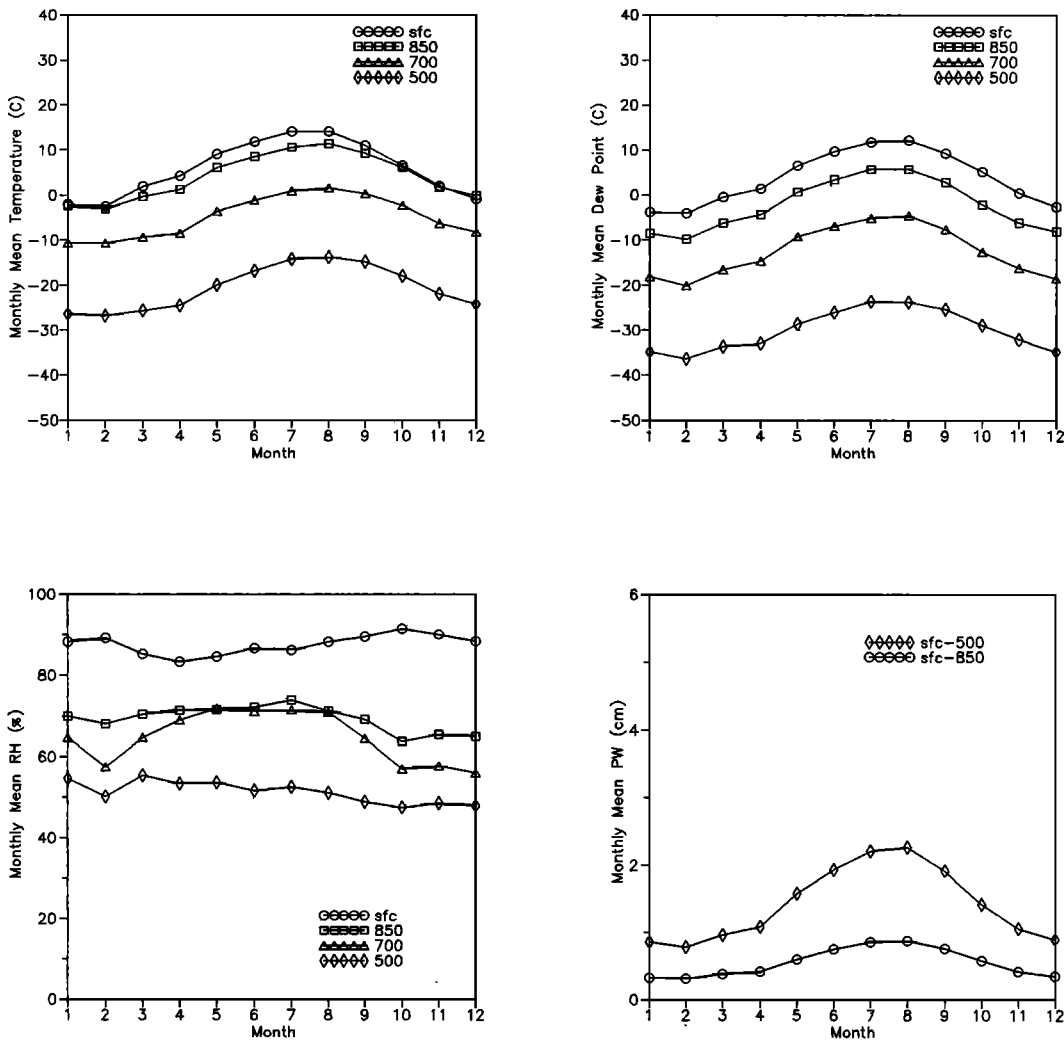 40
30
20
10
0
-10
-20
-30
-40
-50
Monthly Mean Temperature (C)
sfc
850
700
500
1 2 3 4 5 6 7 8 9 10 11 12
Month
40
30
20
10
0
-10
-20
-30
-40
-50
Monthly Mean Dew Point (C)
sfc
850
700
500
1 2 3 4 5 6 7 8 9 10 11 12
Month
100
80
60
40
20
0
Monthly Mean RH (%)
sfc
850
700
500
1 2 3 4 5 6 7 8 9 10 11 12
Month
6
4
2
0
Monthly Mean PW (cm)
sfc-500
sfc-850
1 2 3 4 5 6 7 8 9 10 11 12
Month